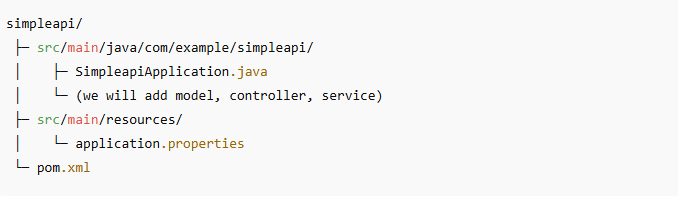 simpleapi/
├─ src/main/java/com/example/simpleapi/
│   ├─ SimpleapiApplication.java
│   └─ (we will add model, controller, service)
├─ src/main/resources/
│   └─ application.properties
└─ pom.xml